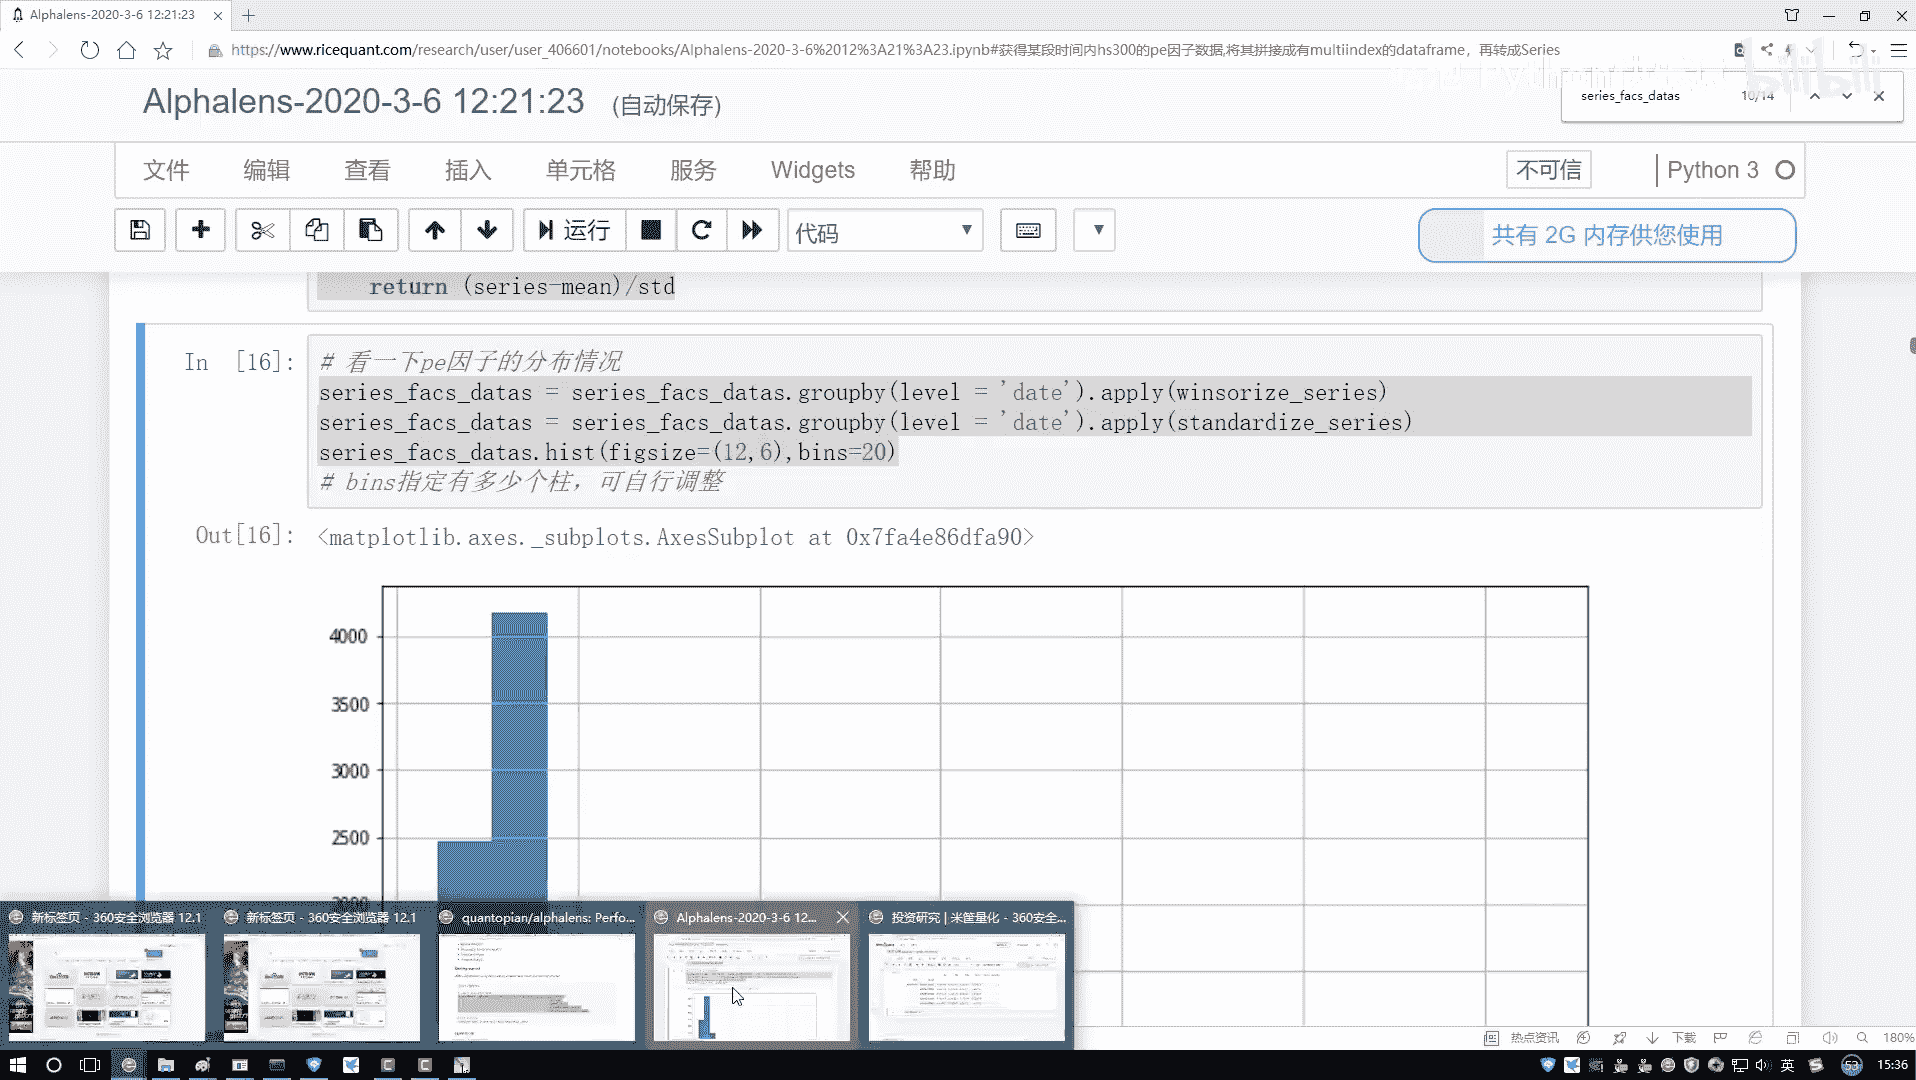 Alphalens-2020-3-6 12:21:23
https://www.ricequant.com/research/user/user_406601/notebooks/Alphalens-2020-3-6%2012%3A21%3A23.ipynb#获得某段时间内hs300的pe因子数据,将其拼接成有multiindex的dataframe，再转成Series
bilibili
Alphalens-2020-3-6 12:21:23 (自动保存)
series_facs_datas 10/14
文件 编辑 查看 插入 单元格 服务 Widgets 帮助
不可信 Python 3
运行 代码
共有 2G 内存供您使用
return (series-mean)/std
In [16]:
# 看一下pe因子的分布情况
series_facs_datas = series_facs_datas.groupby(level = 'date').apply(winsorize_series)
series_facs_datas = series_facs_datas.groupby(level = 'date').apply(standardize_series)
series_facs_datas.hist(figsize=(12,6),bins=20)
# bins指定有多少个柱，可自行调整
Out[16]: <matplotlib.axes._subplots.AxesSubplot at 0x7fa4e86dfa90>
4000
3500
3000
2500
新标签页 - 360安全浏览器 12.1
新标签页 - 360安全浏览器 12.1
quantopian/alphalens: Perfo...
Alphalens-2020-3-6 12...
投资研究 | 米筐量化 - 360安全...
热点资讯 下载 180%
英 53 15:36